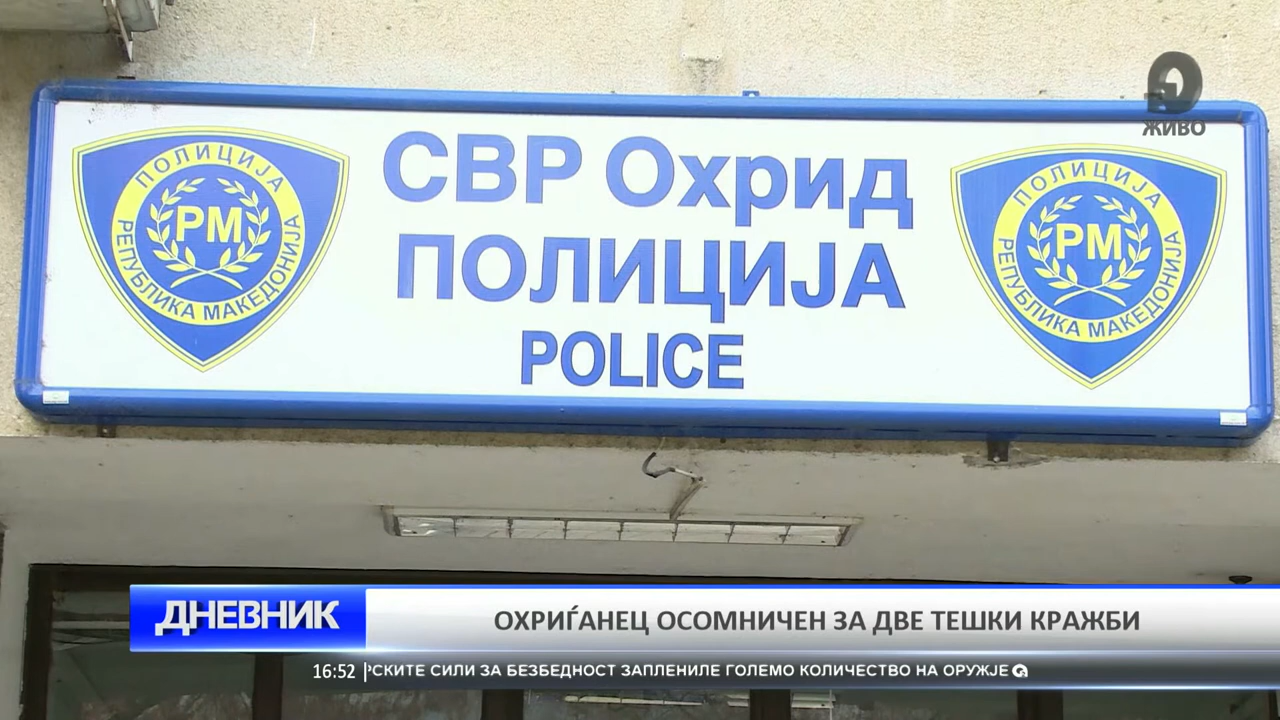 ЖИВО
СВР Охрид
ПОЛИЦИЈА
POLICE
ПОЛИЦИЈА
РМ
РЕПУБЛИКА МАКЕДОНИЈА
ПОЛИЦИЈА
РМ
РЕПУБЛИКА МАКЕДОНИЈА
ДНЕВНИК
ОХРИЃАНЕЦ ОСОМНИЧЕН ЗА ДВЕ ТЕШКИ КРАЖБИ
16:52
СКИТЕ СИЛИ ЗА БЕЗБЕДНОСТ ЗАПЛЕНИЛЕ ГОЛЕМО КОЛИЧЕСТВО НА ОРУЖЈЕ